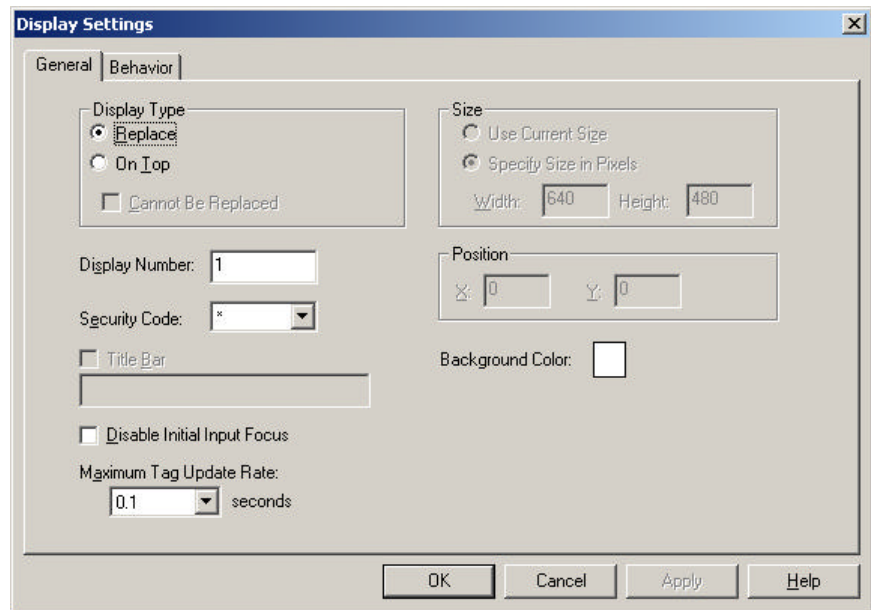 Display Settings
General
Behavior
Display Type
Replace
On Top
Cannot Be Replaced
Display Number: 1
Security Code: *
Title Bar
Disable Initial Input Focus
Maximum Tag Update Rate:
0.1 seconds
Size
Use Current Size
Specify Size in Pixels
Width: 640 Height: 480
Position
X: 0 Y: 0
Background Color:
OK Cancel Apply Help